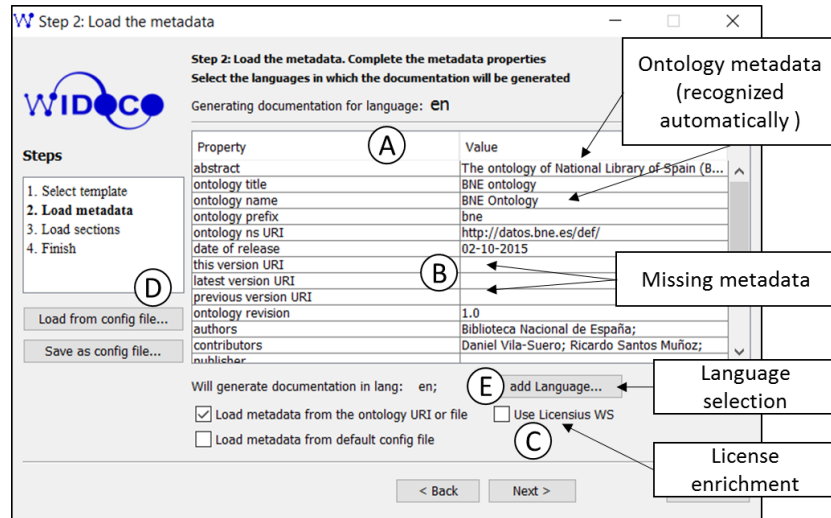 Step 2: Load the metadata
Step 2: Load the metadata. Complete the metadata properties
Select the languages in which the documentation will be generated
Generating documentation for language: en
WIDOCO
Steps
1. Select template
2. Load metadata
3. Load sections
4. Finish
D
Load from config file...
Save as config file...
Property Value
A
abstract The ontology of National Library of Spain (B...
ontology title BNE ontology
ontology name BNE Ontology
ontology prefix bne
ontology ns URI http://datos.bne.es/def/
date of release 02-10-2015
this version URI
B
latest version URI
previous version URI
ontology revision 1.0
authors Biblioteca Nacional de España;
contributors Daniel Vila-Suero; Ricardo Santos Muñoz;
publisher
Will generate documentation in lang: en; E add Language...
Load metadata from the ontology URI or file Use Licensius WS
Load metadata from default config file C
< Back Next >
Ontology metadata
(recognized
automatically )
Missing metadata
Language
selection
License
enrichment